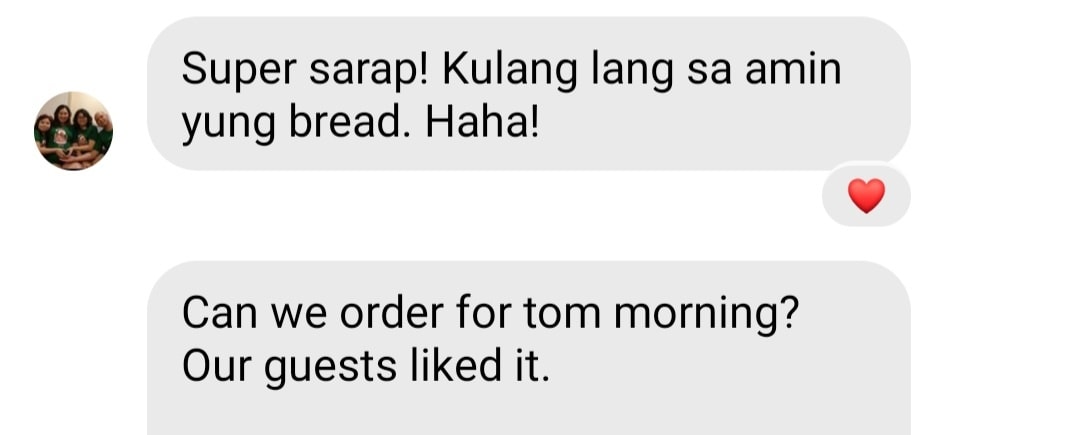 Super sarap! Kulang lang sa amin
yung bread. Haha!
Can we order for tom morning?
Our guests liked it.